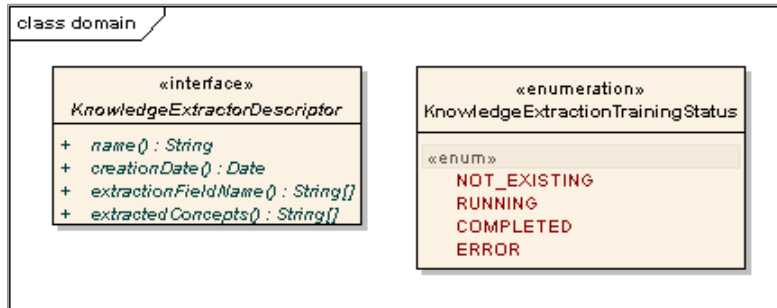 class domain
«interface»
KnowledgeExtractorDescriptor
+ name() : String
+ creationDate() : Date
+ extractionFieldName() : String[]
+ extractedConcepts() : String[]
«enumeration»
KnowledgeExtractionTrainingStatus
«enum»
NOT_EXISTING
RUNNING
COMPLETED
ERROR